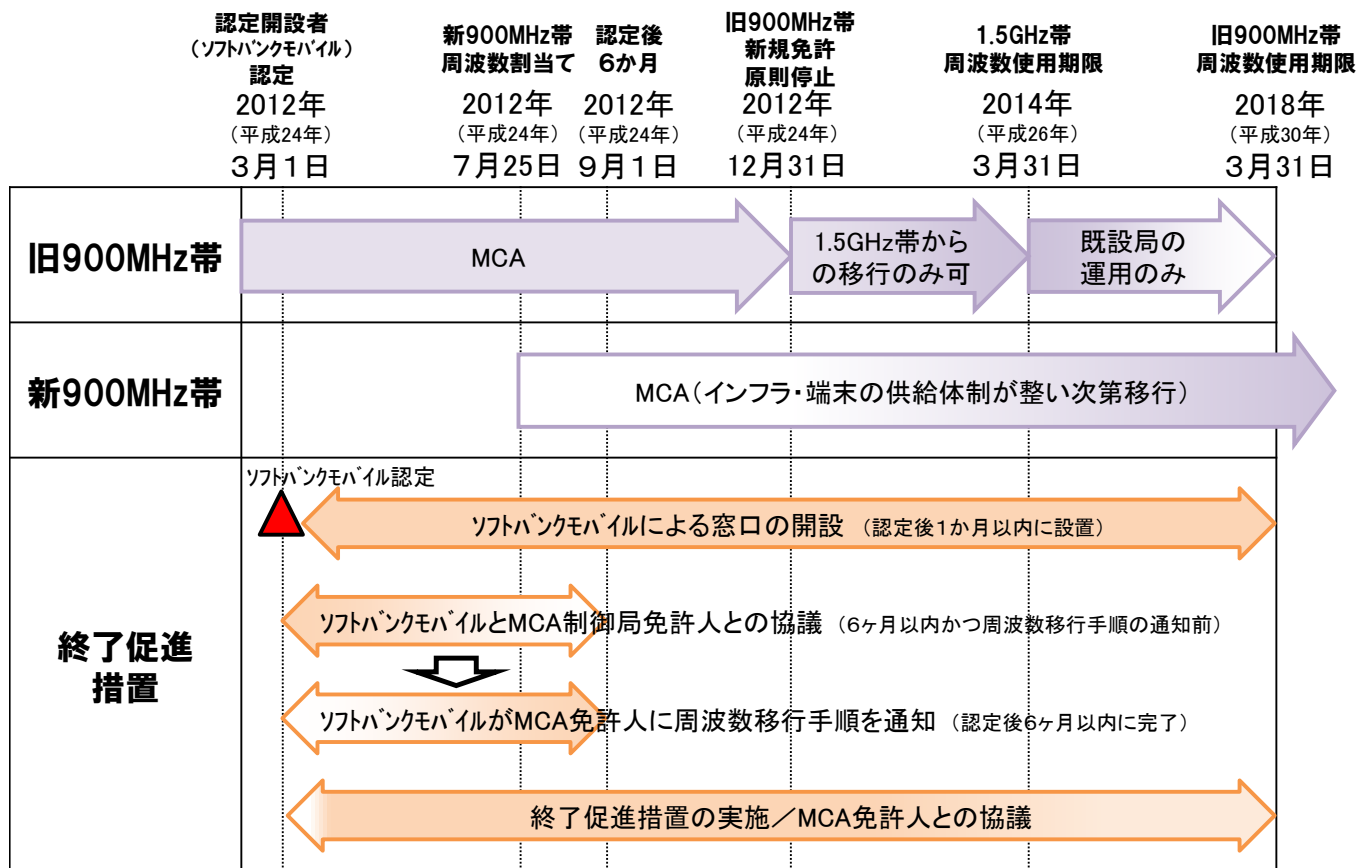 認定開設者
（ソフトバンクモバイル）
認定
2012年
（平成24年）
3月1日
新900MHz帯
周波数割当て
2012年
（平成24年）
7月25日
認定後
6か月
2012年
（平成24年）
9月1日
旧900MHz帯
新規免許
原則停止
2012年
（平成24年）
12月31日
1.5GHz帯
周波数使用期限
2014年
（平成26年）
3月31日
旧900MHz帯
周波数使用期限
2018年
（平成30年）
3月31日
旧900MHz帯
MCA
1.5GHz帯から
の移行のみ可
既設局の
運用のみ
新900MHz帯
MCA（インフラ・端末の供給体制が整い次第移行）
終了促進
措置
ソフトバンクモバイル認定
ソフトバンクモバイルによる窓口の開設 （認定後1か月以内に設置）
ソフトバンクモバイルとMCA制御局免許人との協議 （6ヶ月以内かつ周波数移行手順の通知前）
ソフトバンクモバイルがMCA免許人に周波数移行手順を通知 （認定後6ヶ月以内に完了）
終了促進措置の実施／MCA免許人との協議